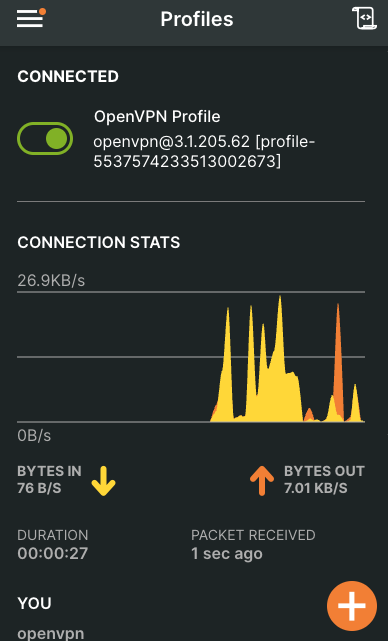 Profiles
CONNECTED
OpenVPN Profile
openvpn@3.1.205.62 [profile-
5537574233513002673]
CONNECTION STATS
26.9KB/s
0B/s
BYTES IN
76 B/S
BYTES OUT
7.01 KB/S
DURATION
00:00:27
PACKET RECEIVED
1 sec ago
YOU
openvpn